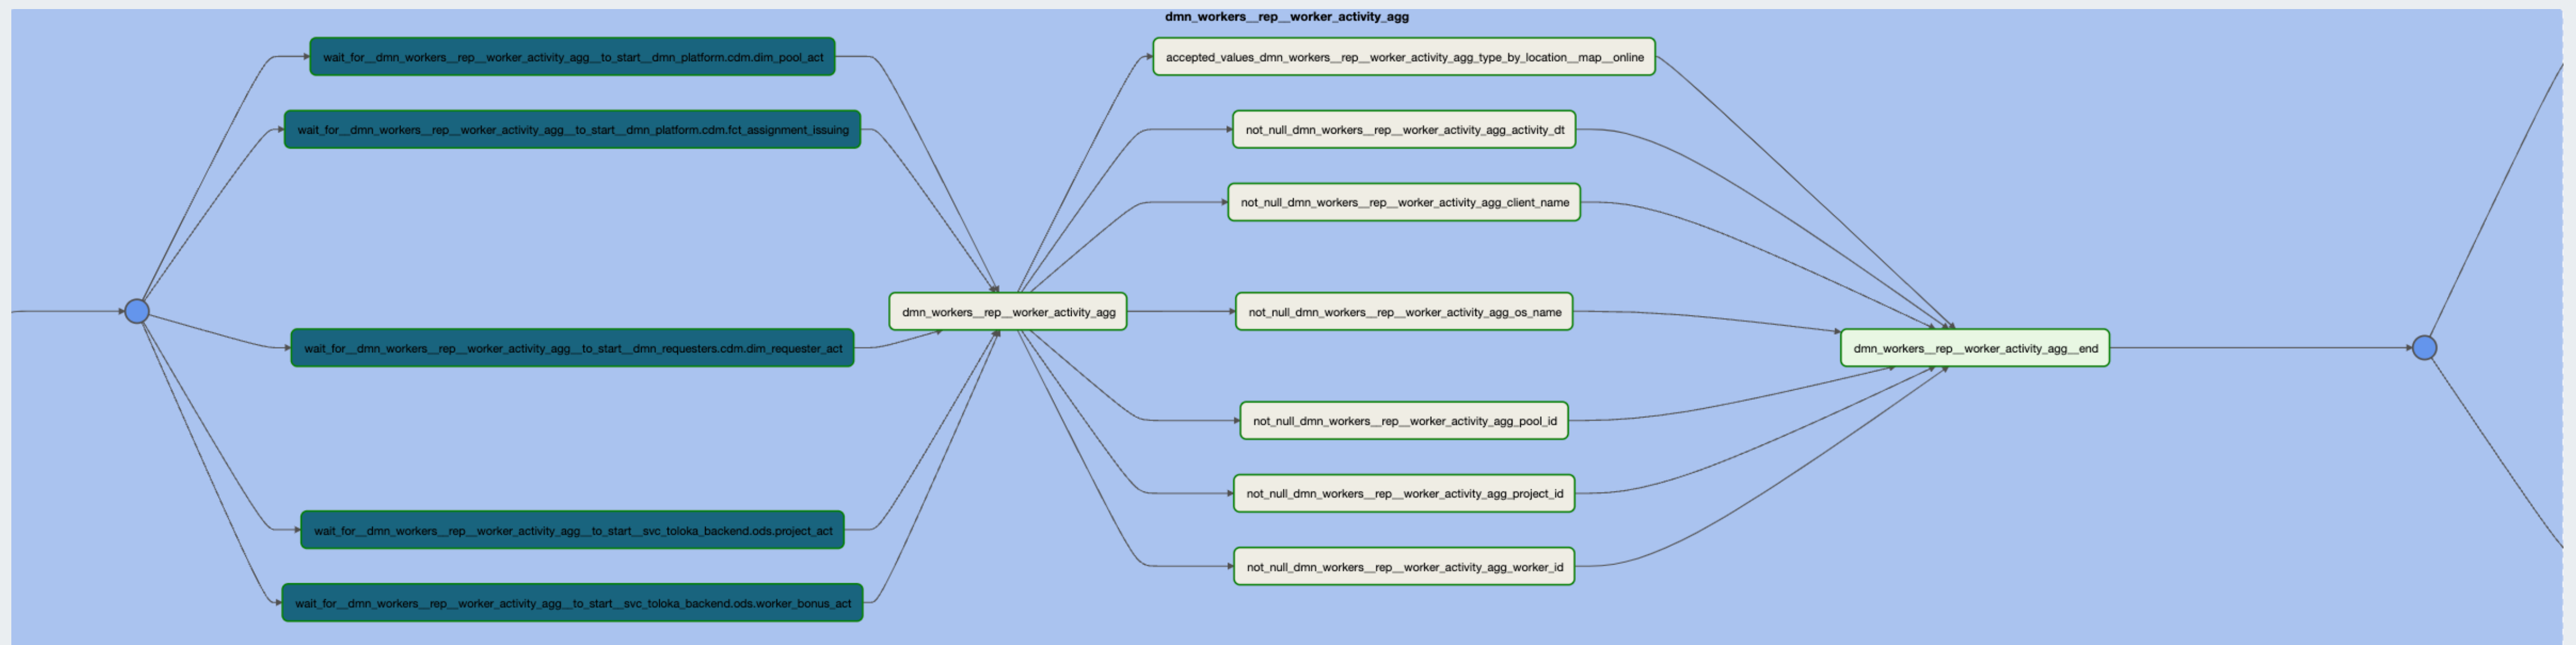 dmn_workers__rep__worker_activity_agg
wait_for__dmn_workers__rep__worker_activity_agg__to_start__dmn_platform.cdm.dim_pool_act
wait_for__dmn_workers__rep__worker_activity_agg__to_start__dmn_platform.cdm.fct_assignment_issuing
wait_for__dmn_workers__rep__worker_activity_agg__to_start__dmn_requesters.cdm.dim_requester_act
wait_for__dmn_workers__rep__worker_activity_agg__to_start__svc_toloka_backend.ods.project_act
wait_for__dmn_workers__rep__worker_activity_agg__to_start__svc_toloka_backend.ods.worker_bonus_act
dmn_workers__rep__worker_activity_agg
accepted_values_dmn_workers__rep__worker_activity_agg_type_by_location__map__online
not_null_dmn_workers__rep__worker_activity_agg_activity_dt
not_null_dmn_workers__rep__worker_activity_agg_client_name
not_null_dmn_workers__rep__worker_activity_agg_os_name
not_null_dmn_workers__rep__worker_activity_agg_pool_id
not_null_dmn_workers__rep__worker_activity_agg_project_id
not_null_dmn_workers__rep__worker_activity_agg_worker_id
dmn_workers__rep__worker_activity_agg__end